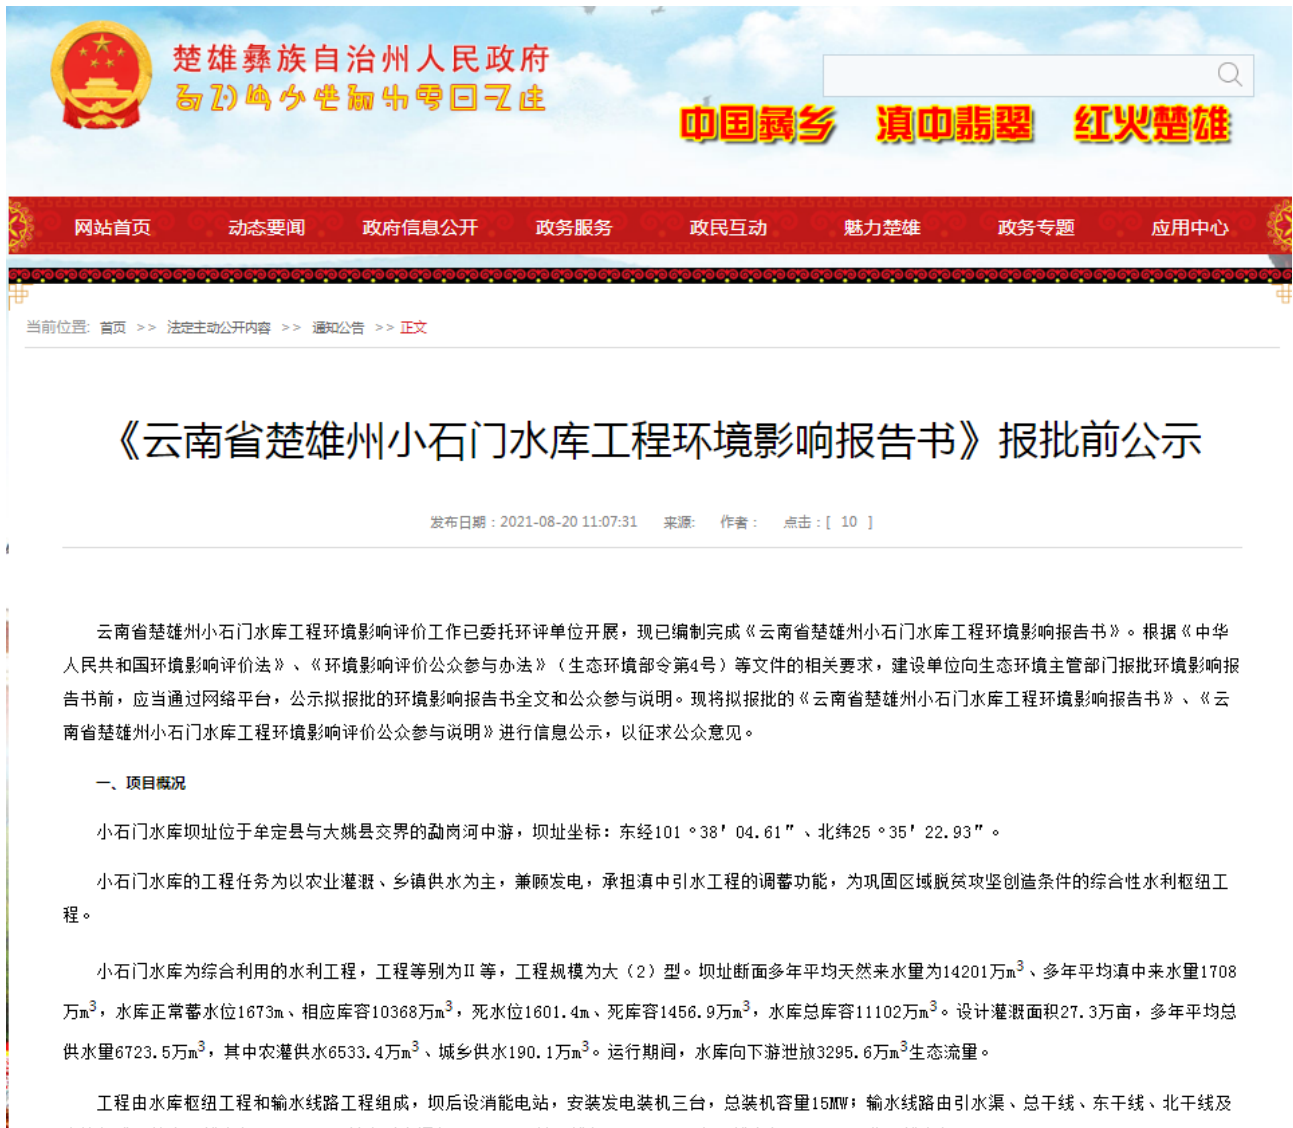 楚雄彝族自治州人民政府
中国彝乡 滇中翡翠 红火楚雄
网站首页 动态要闻 政府信息公开 政务服务 政民互动 魅力楚雄 政务专题 应用中心
当前位置: 首页 >> 法定主动公开内容 >> 通知公告 >> 正文
《云南省楚雄州小石门水库工程环境影响报告书》报批前公示
发布日期：2021-08-20 11:07:31 来源: 作者： 点击：[ 10 ]
云南省楚雄州小石门水库工程环境影响评价工作已委托环评单位开展，现已编制完成《云南省楚雄州小石门水库工程环境影响报告书》。根据《中华
人民共和国环境影响评价法》、《环境影响评价公众参与办法》（生态环境部令第4号）等文件的相关要求，建设单位向生态环境主管部门报批环境影响报
告书前，应当通过网络平台，公示拟报批的环境影响报告书全文和公众参与说明。现将拟报批的《云南省楚雄州小石门水库工程环境影响报告书》、《云
南省楚雄州小石门水库工程环境影响评价公众参与说明》进行信息公示，以征求公众意见。
一、项目概况
小石门水库坝址位于牟定县与大姚县交界的勐岗河中游，坝址坐标：东经101°38′04.61″、北纬25°35′22.93″。
小石门水库的工程任务为以农业灌溉、乡镇供水为主，兼顾发电，承担滇中引水工程的调蓄功能，为巩固区域脱贫攻坚创造条件的综合性水利枢纽工
程。
小石门水库为综合利用的水利工程，工程等别为II等，工程规模为大（2）型。坝址断面多年平均天然来水量为14201万m³、多年平均滇中来水量1708
万m³，水库正常蓄水位1673m、相应库容10368万m³，死水位1601.4m、死库容1456.9万m³，水库总库容11102万m³。设计灌溉面积27.3万亩，多年平均总
供水量6723.5万m³，其中农灌供水6533.4万m³、城乡供水190.1万m³。运行期间，水库向下游泄放3295.6万m³生态流量。
工程由水库枢纽工程和输水线路工程组成，坝后设消能电站，安装发电装机三台，总装机容量15MW；输水线路由引水渠、总干线、东干线、北干线及